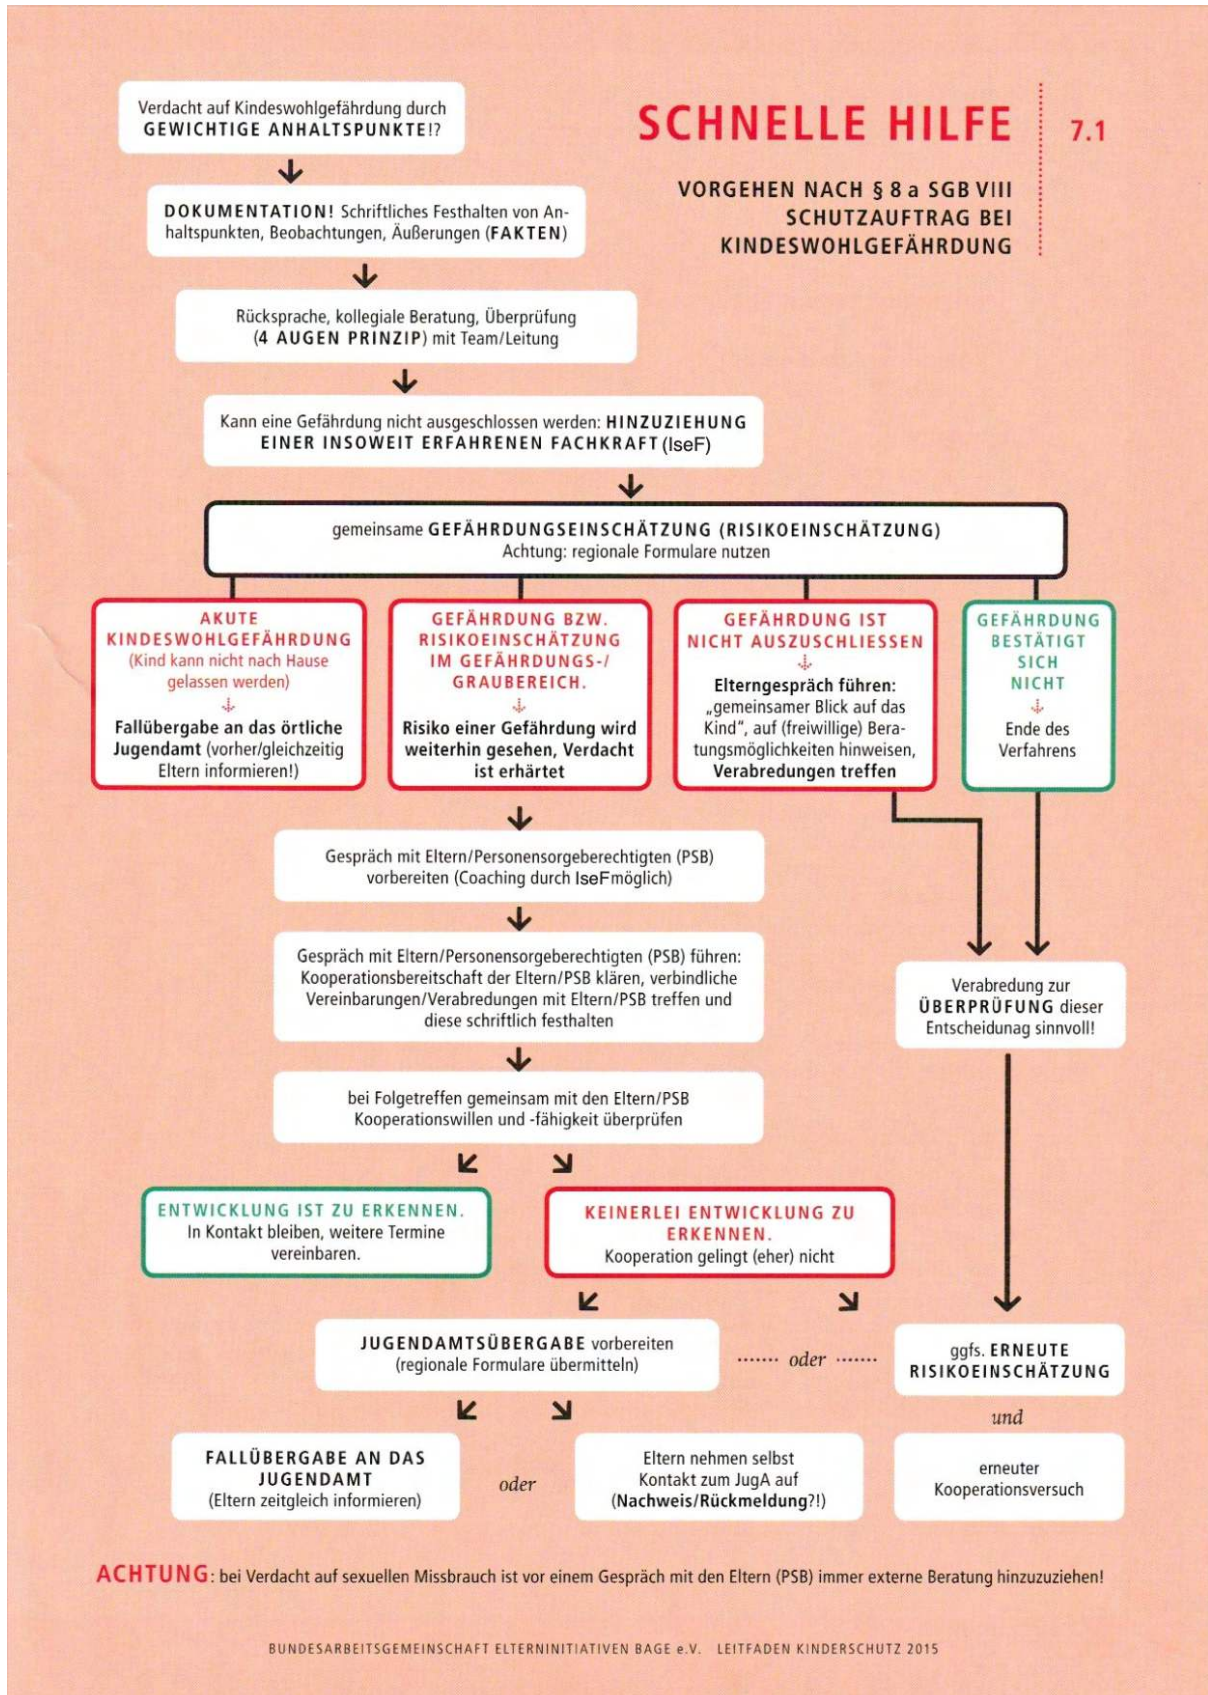 SCHNELLE HILFE
7.1
VORGEHEN NACH § 8 a SGB VIII
SCHUTZAUFTRAG BEI
KINDESWOHLGEFÄHRDUNG
Verdacht auf Kindeswohlgefährdung durch
GEWICHTIGE ANHALTSPUNKTE!?
DOKUMENTATION! Schriftliches Festhalten von An-
haltspunkten, Beobachtungen, Äußerungen (FAKTEN)
Rücksprache, kollegiale Beratung, Überprüfung
(4 AUGEN PRINZIP) mit Team/Leitung
Kann eine Gefährdung nicht ausgeschlossen werden: HINZUZIEHUNG
EINER INSOWEIT ERFAHRENEN FACHKRAFT (IseF)
gemeinsame GEFÄHRDUNGSEINSCHÄTZUNG (RISIKOEINSCHÄTZUNG)
Achtung: regionale Formulare nutzen
AKUTE
KINDESWOHLGEFÄHRDUNG
(Kind kann nicht nach Hause
gelassen werden)
Fallübergabe an das örtliche
Jugendamt (vorher/gleichzeitig
Eltern informieren!)
GEFÄHRDUNG BZW.
RISIKOEINSCHÄTZUNG
IM GEFÄHRDUNGS-/
GRAUBEREICH.
Risiko einer Gefährdung wird
weiterhin gesehen, Verdacht
ist erhärtet
GEFÄHRDUNG IST
NICHT AUSZUSCHLIESSEN
Elterngespräch führen:
„gemeinsamer Blick auf das
Kind“, auf (freiwillige) Bera-
tungsmöglichkeiten hinweisen,
Verabredungen treffen
GEFÄHRDUNG
BESTÄTIGT
SICH
NICHT
Ende des
Verfahrens
Gespräch mit Eltern/Personensorgeberechtigten (PSB)
vorbereiten (Coaching durch IseF möglich)
Gespräch mit Eltern/Personensorgeberechtigten (PSB) führen:
Kooperationsbereitschaft der Eltern/PSB klären, verbindliche
Vereinbarungen/Verabredungen mit Eltern/PSB treffen und
diese schriftlich festhalten
Verabredung zur
ÜBERPRÜFUNG dieser
Entscheidunag sinnvoll!
bei Folgetreffen gemeinsam mit den Eltern/PSB
Kooperationswillen und -fähigkeit überprüfen
ENTWICKLUNG IST ZU ERKENNEN.
In Kontakt bleiben, weitere Termine
vereinbaren.
KEINERLEI ENTWICKLUNG ZU
ERKENNEN.
Kooperation gelingt (eher) nicht
JUGENDAMTSÜBERGABE vorbereiten
(regionale Formulare übermitteln)
oder
ggfs. ERNEUTE
RISIKOEINSCHÄTZUNG
und
FALLÜBERGABE AN DAS
JUGENDAMT
(Eltern zeitgleich informieren)
oder
Eltern nehmen selbst
Kontakt zum JugA auf
(Nachweis/Rückmeldung?!)
erneuter
Kooperationsversuch
ACHTUNG: bei Verdacht auf sexuellen Missbrauch ist vor einem Gespräch mit den Eltern (PSB) immer externe Beratung hinzuzuziehen!
BUNDESARBEITSGEMEINSCHAFT ELTERNINITIATIVEN BAGE e.V. LEITFADEN KINDERSCHUTZ 2015